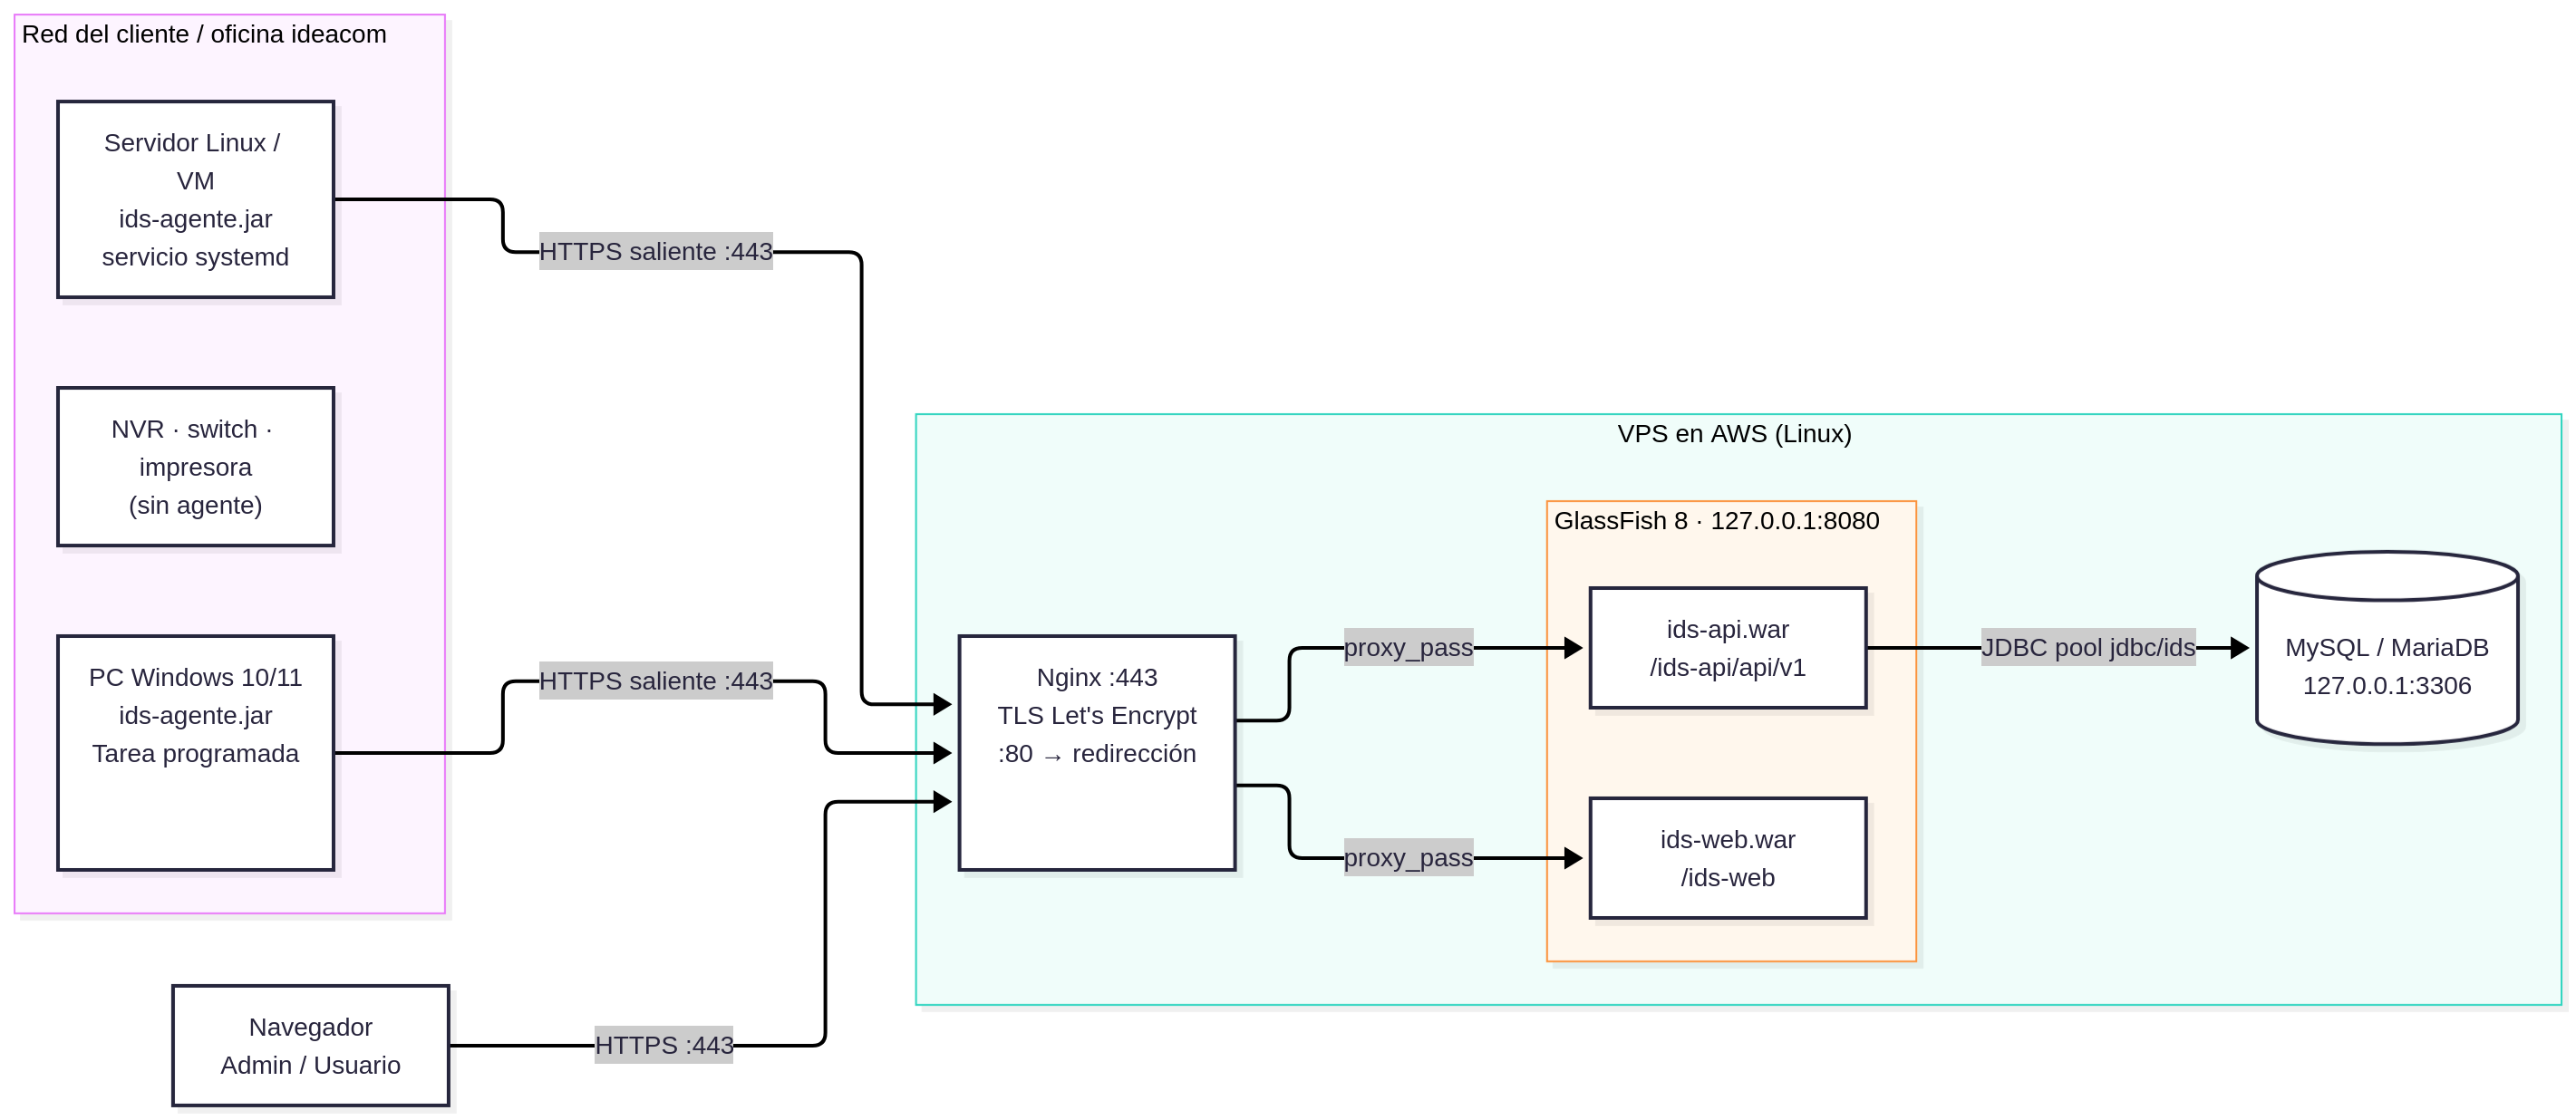 Red del cliente / oficina ideacom
Servidor Linux /
VM
ids-agente.jar
servicio systemd
HTTPS saliente :443
NVR · switch ·
impresora
(sin agente)
PC Windows 10/11
ids-agente.jar
Tarea programada
HTTPS saliente :443
Navegador
Admin / Usuario
HTTPS :443
VPS en AWS (Linux)
Nginx :443
TLS Let's Encrypt
:80 → redirección
proxy_pass
proxy_pass
GlassFish 8 · 127.0.0.1:8080
ids-api.war
/ids-api/api/v1
ids-web.war
/ids-web
JDBC pool jdbc/ids
MySQL / MariaDB
127.0.0.1:3306